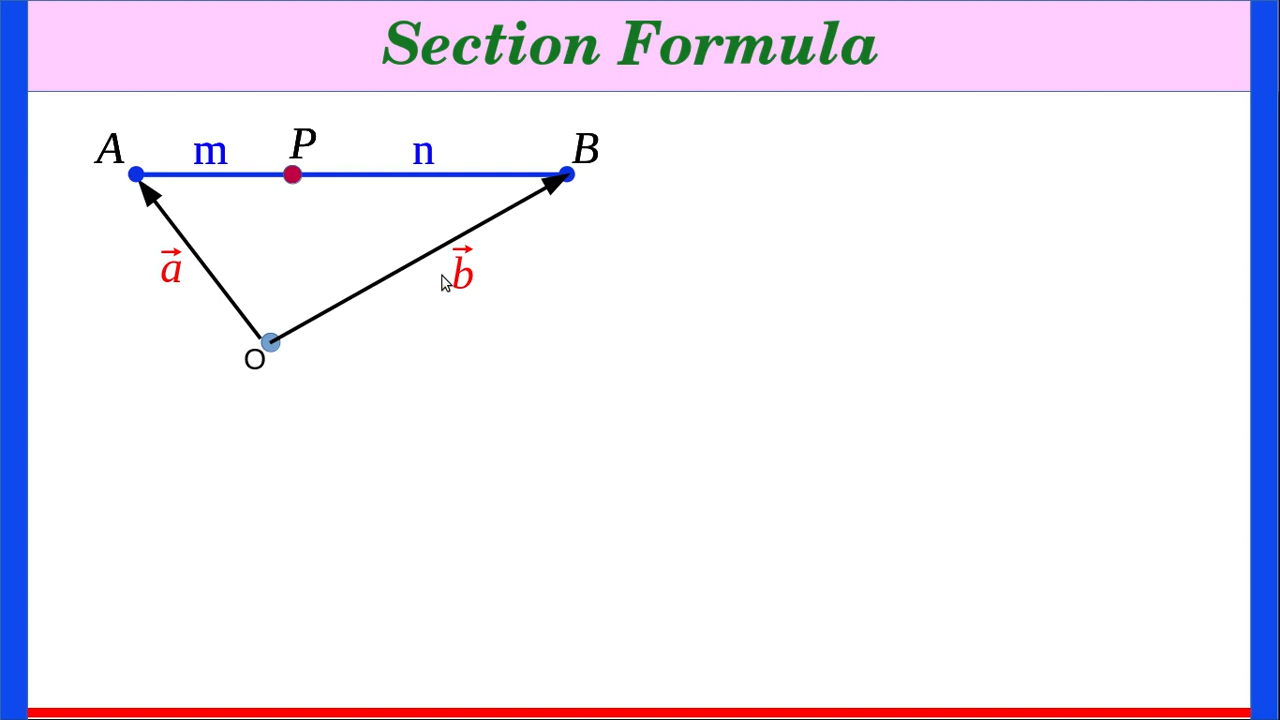 Section Formula
A m P n B
a⃗ b⃗
O